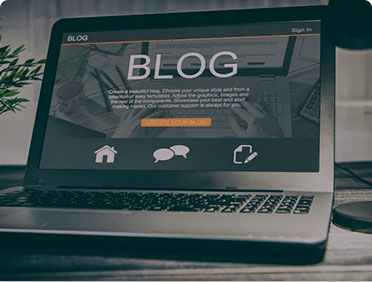 BLOG
Sign in
BLOG
Create a beautiful blog. Choose your unique style and from a
selection of easy templates. Adjust the graphics, images and
the rest of the components. Showcase your best and start
making money. Our customer support is always for you.
CREATE YOUR BLOG